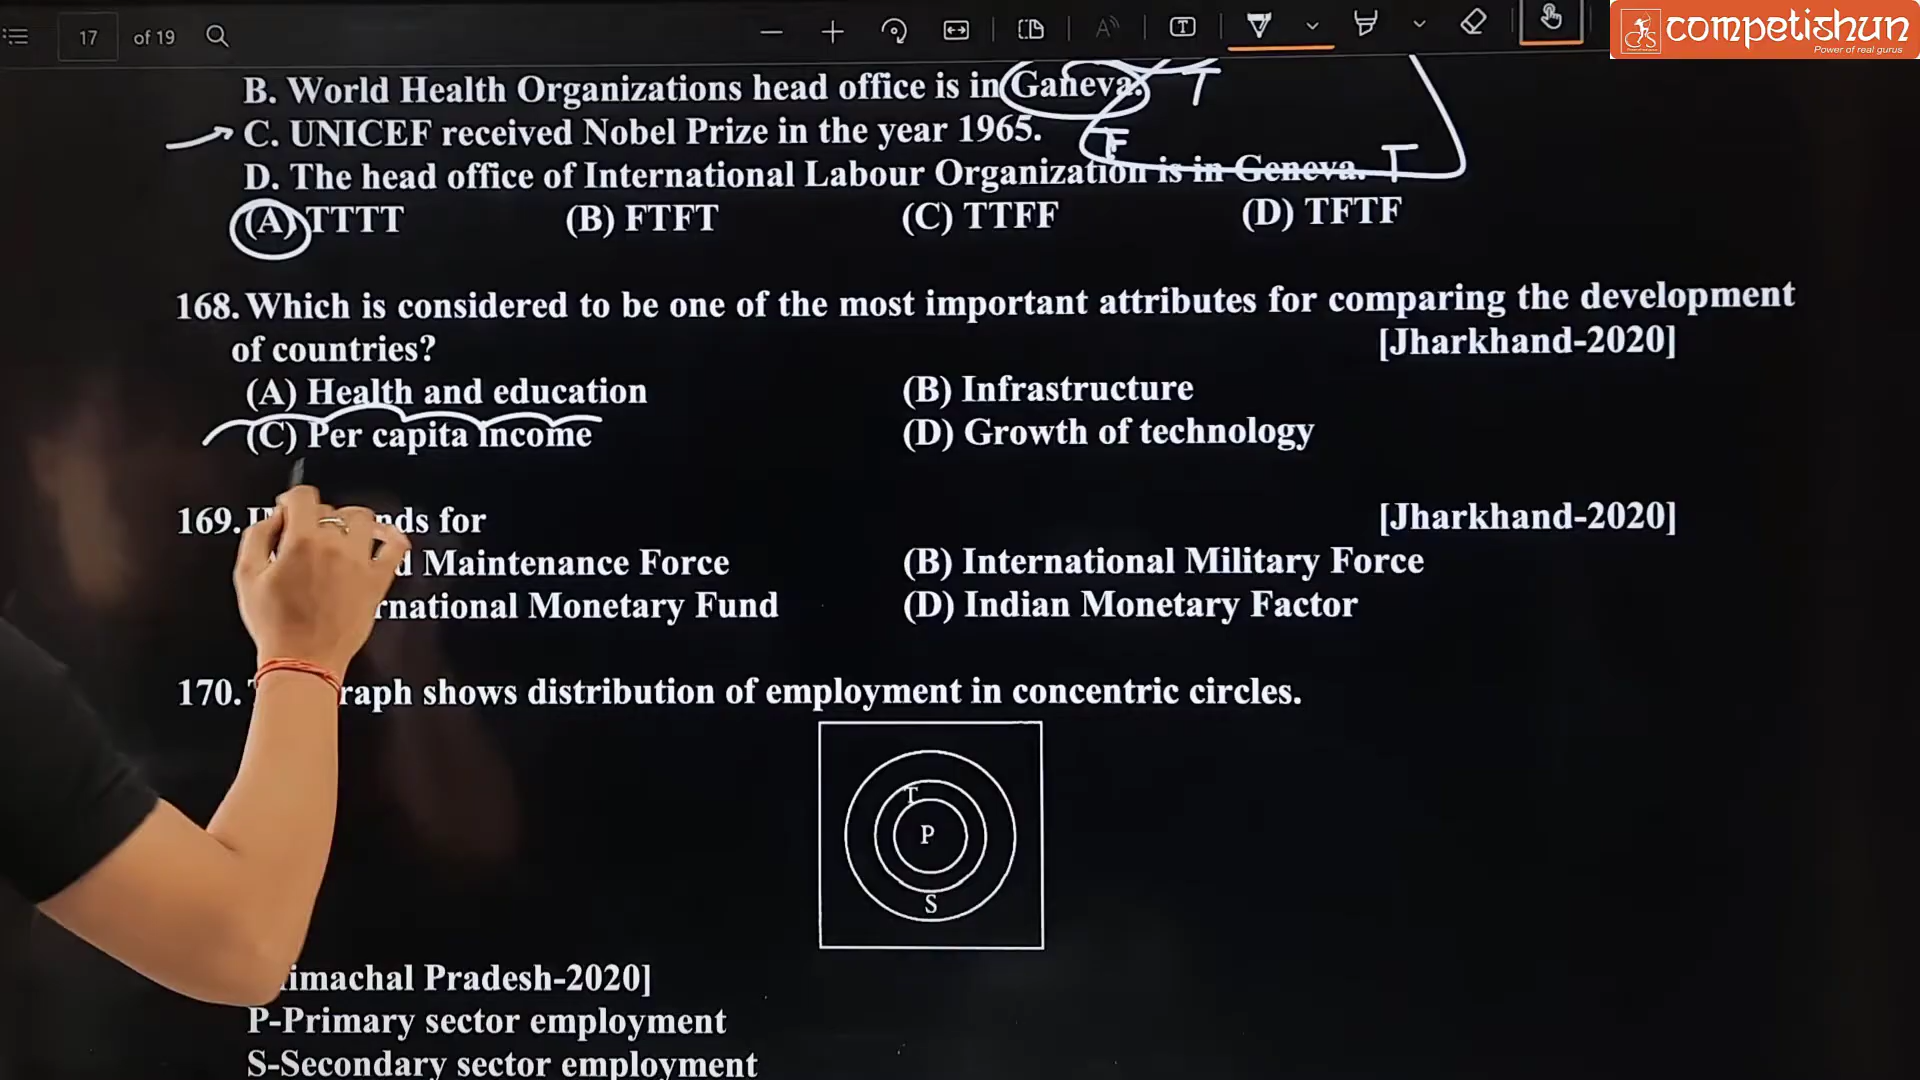 17 of 19
competishun
Power of real gurus
B. World Health Organizations head office is in Ganeva. T
C. UNICEF received Nobel Prize in the year 1965. F
D. The head office of International Labour Organization is in Geneva. T
(A) TTTT (B) FTFT (C) TTFF (D) TFTF
168. Which is considered to be one of the most important attributes for comparing the development
of countries? [Jharkhand-2020]
(A) Health and education (B) Infrastructure
(C) Per capita income (D) Growth of technology
169. for [Jharkhand-2020]
Maintenance Force (B) International Military Force
Monetary Fund (D) Indian Monetary Factor
170. shows distribution of employment in concentric circles.
T
P
S
Pradesh-2020]
P-Primary sector employment
S-Secondary sector employment